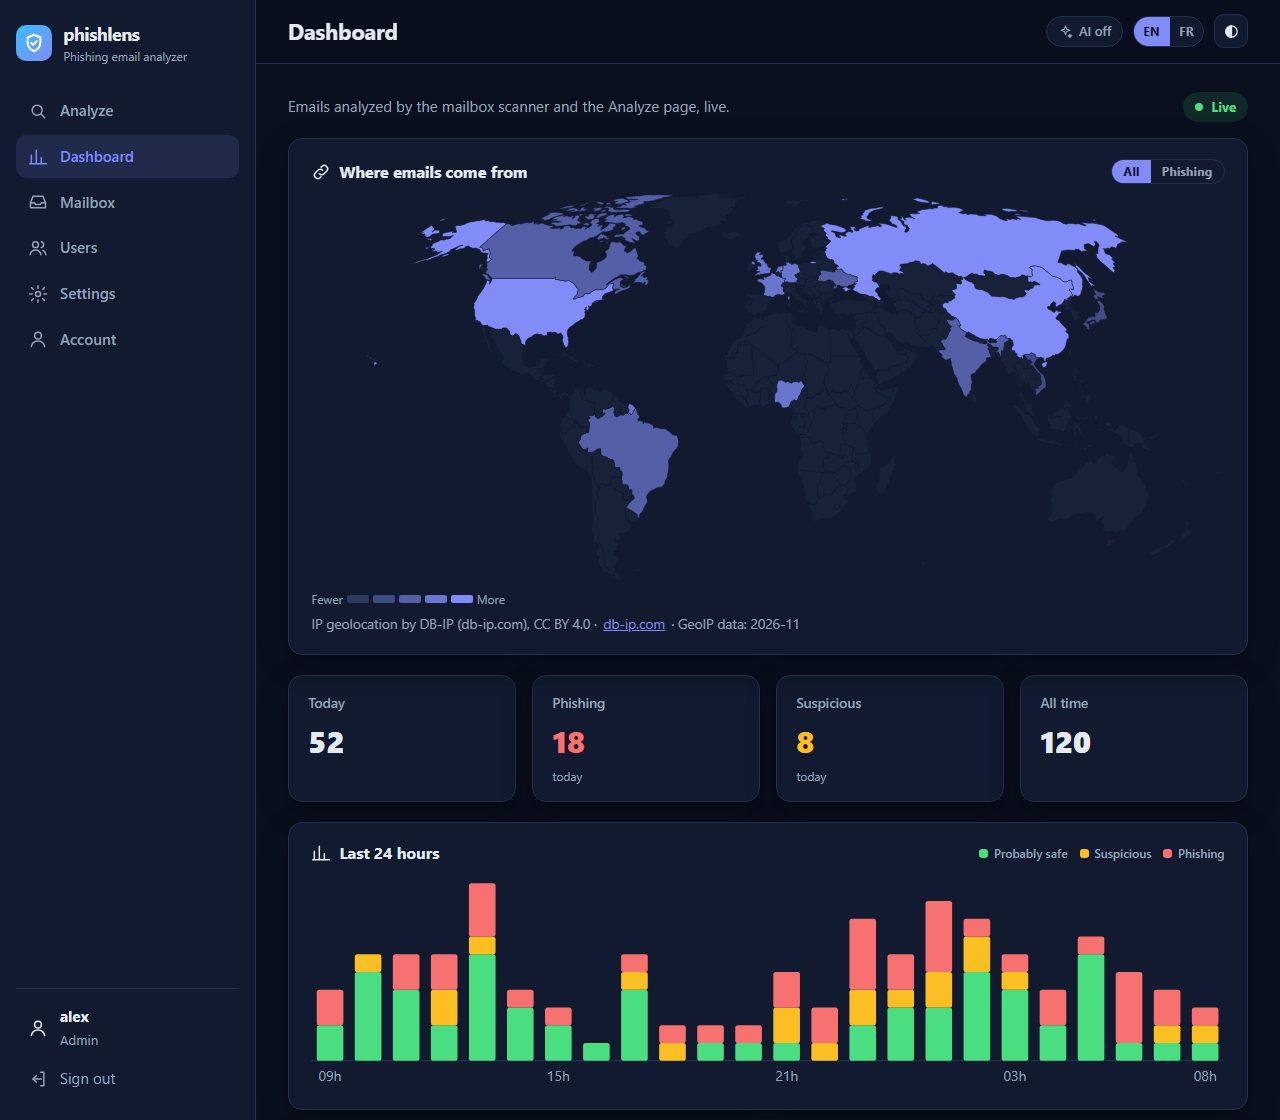 phishlens
Phishing email analyzer
Analyze
Dashboard
Mailbox
Users
Settings
Account
alex
Admin
Sign out
Dashboard
AI off
EN FR
Emails analyzed by the mailbox scanner and the Analyze page, live.
Live
Where emails come from
All Phishing
Fewer More
IP geolocation by DB-IP (db-ip.com), CC BY 4.0 · db-ip.com · GeoIP data: 2026-11
Today
52
Phishing
18
today
Suspicious
8
today
All time
120
Last 24 hours
Probably safe Suspicious Phishing
09h 15h 21h 03h 08h